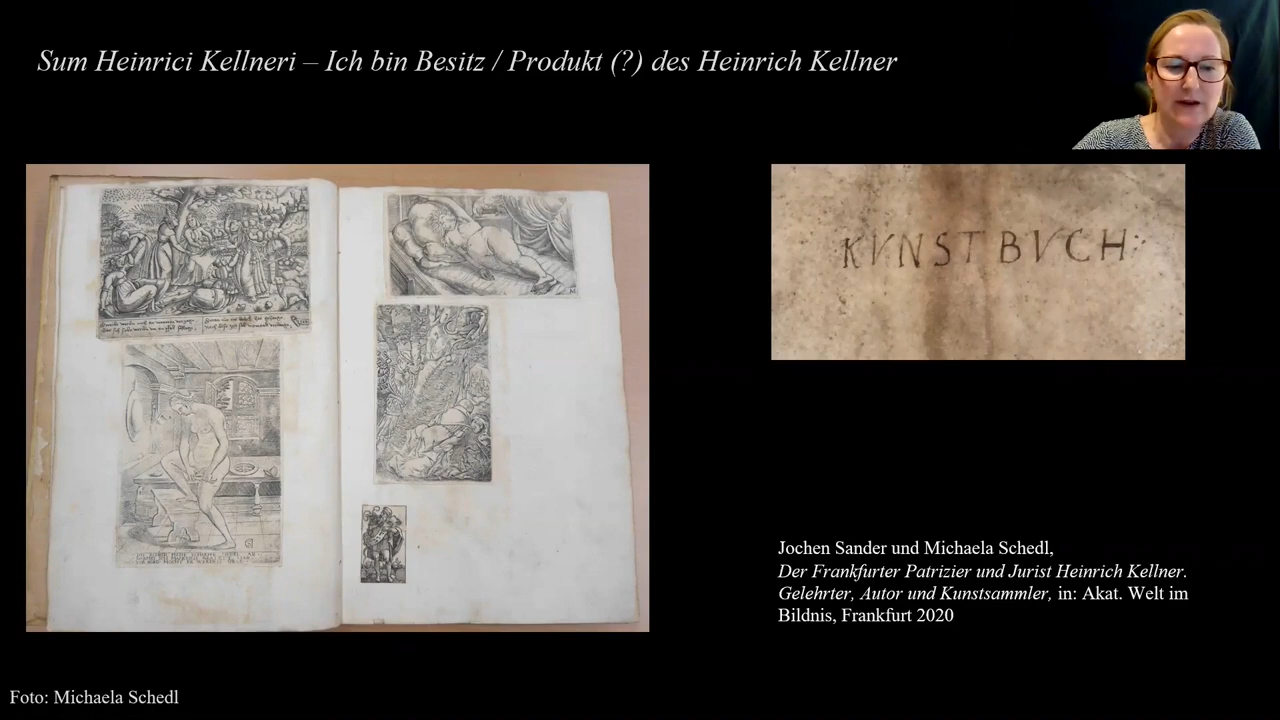 Sum Heinrici Kellneri – Ich bin Besitz / Produkt (?) des Heinrich Kellner
KVNST BVCH
Jochen Sander und Michaela Schedl,
Der Frankfurter Patrizier und Jurist Heinrich Kellner.
Gelehrter, Autor und Kunstsammler, in: Akat. Welt im
Bildnis, Frankfurt 2020
Foto: Michaela Schedl